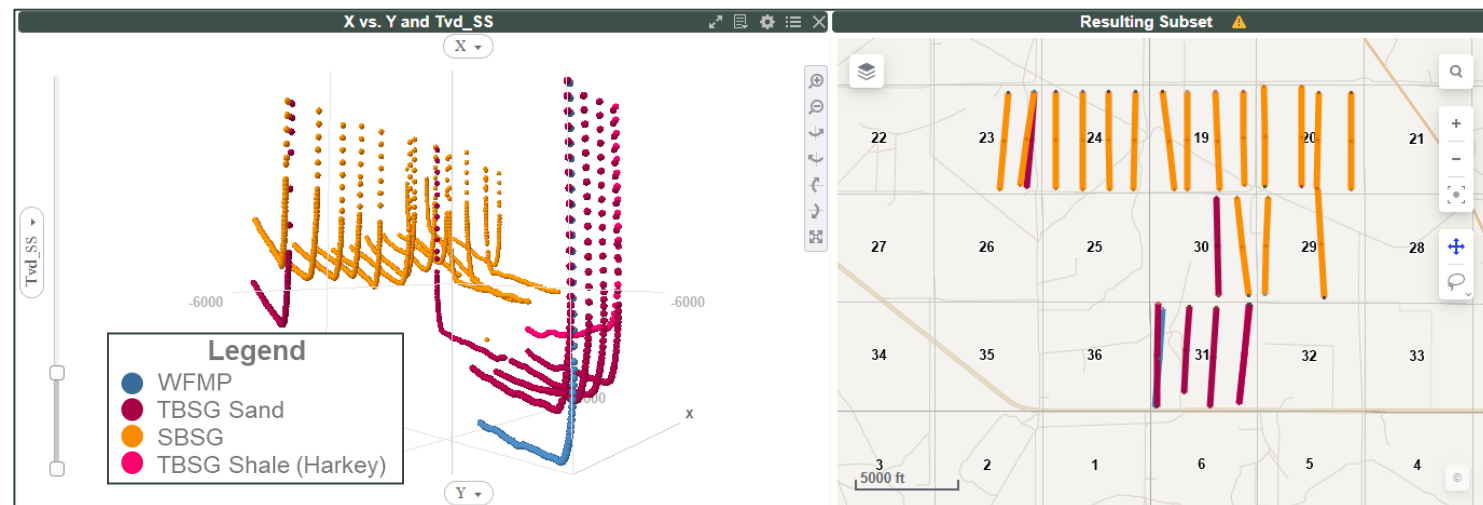 X vs. Y and Tvd_SS
X
Tvd_SS
-6000
-6000
X
Y
Legend
WFMP
TBSG Sand
SBSG
TBSG Shale (Harkey)
Resulting Subset
22 23 24 19 20 21
27 26 25 30 29 28
34 35 36 31 32 33
3 2 1 6 5 4
5000 ft
©